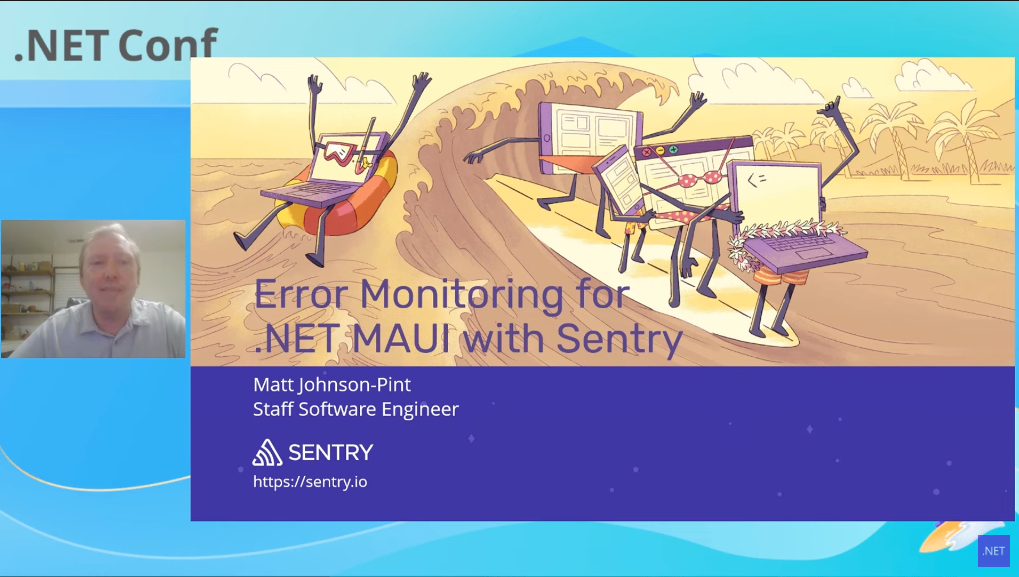 .NET Conf
<=
Error Monitoring for
.NET MAUI with Sentry
Matt Johnson-Pint
Staff Software Engineer
SENTRY
https://sentry.io
.NET